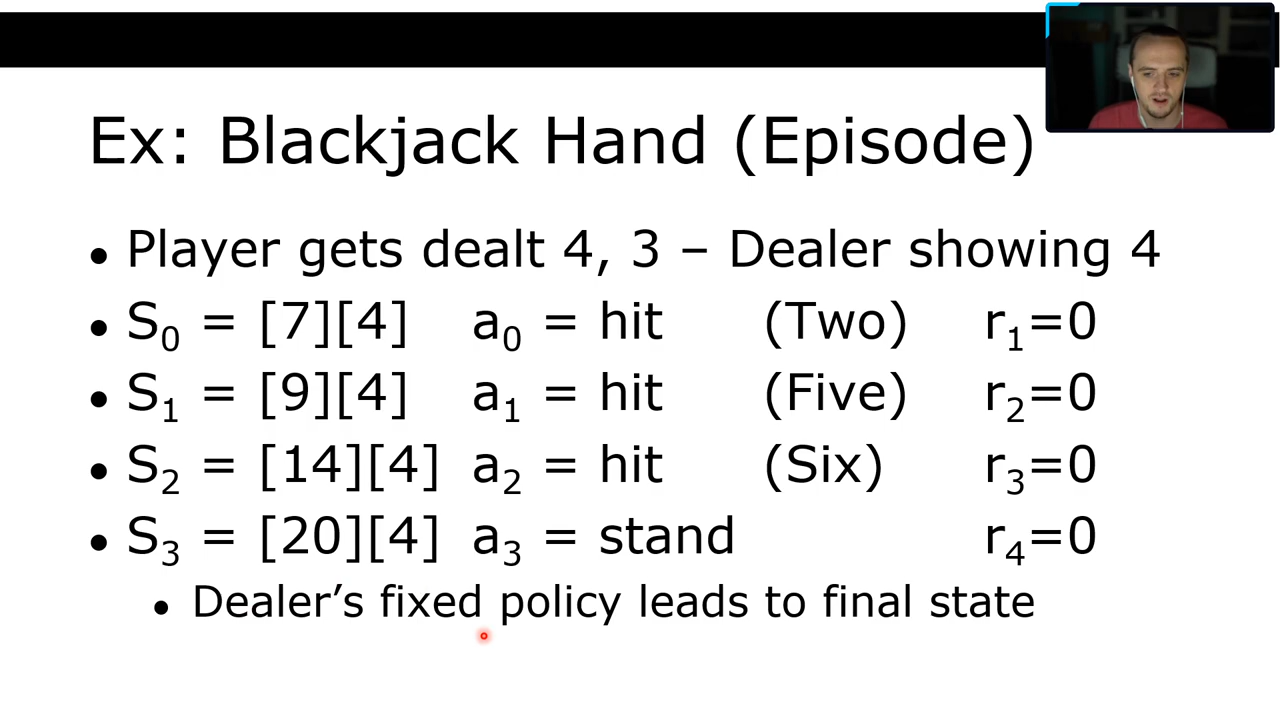 Ex: Blackjack Hand (Episode)
• Player gets dealt 4, 3 – Dealer showing 4
• S₀ = [7][4] a₀ = hit (Two) r₁=0
• S₁ = [9][4] a₁ = hit (Five) r₂=0
• S₂ = [14][4] a₂ = hit (Six) r₃=0
• S₃ = [20][4] a₃ = stand r₄=0
• Dealer’s fixed policy leads to final state